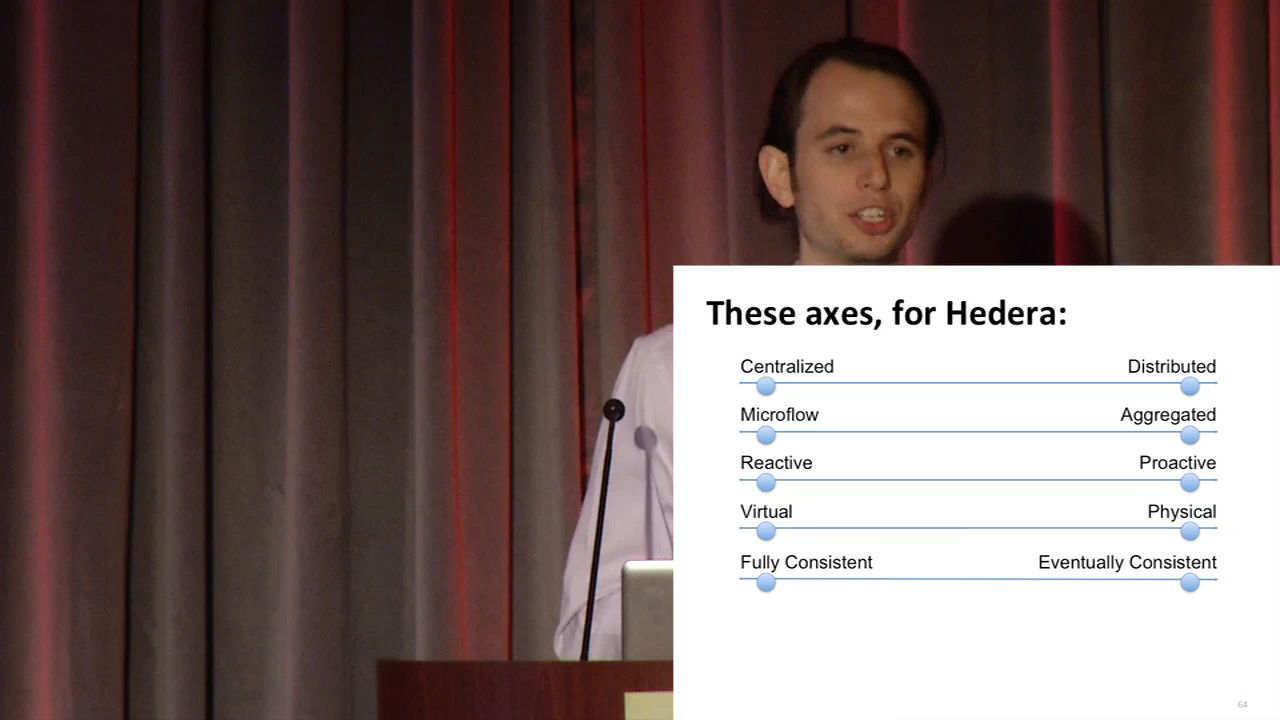 These axes, for Hedera:
Centralized Distributed
Microflow Aggregated
Reactive Proactive
Virtual Physical
Fully Consistent Eventually Consistent
64